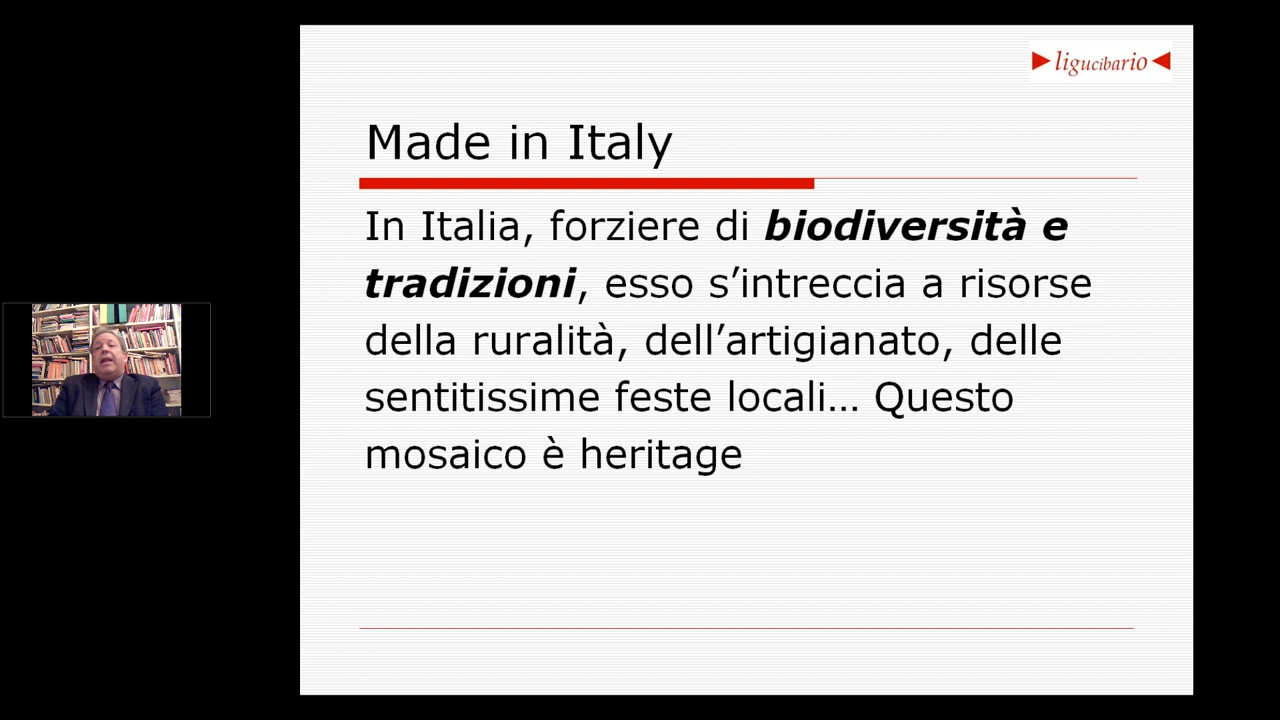 ligucibario
Made in Italy
In Italia, forziere di biodiversità e
tradizioni, esso s’intreccia a risorse
della ruralità, dell’artigianato, delle
sentitissime feste locali... Questo
mosaico è heritage